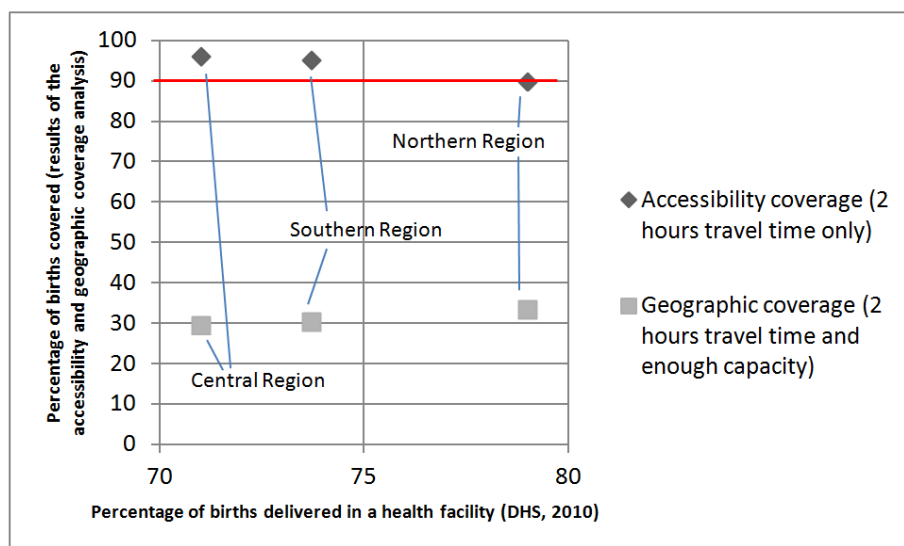 Percentage of births covered (results of the
accessibility and geographic coverage analysis)
100
90
80
70
60
50
40
30
20
10
0
Northern Region
Southern Region
Central Region
70
75
80
Percentage of births delivered in a health facility (DHS, 2010)
Accessibility coverage (2
hours travel time only)
Geographic coverage (2
hours travel time and
enough capacity)